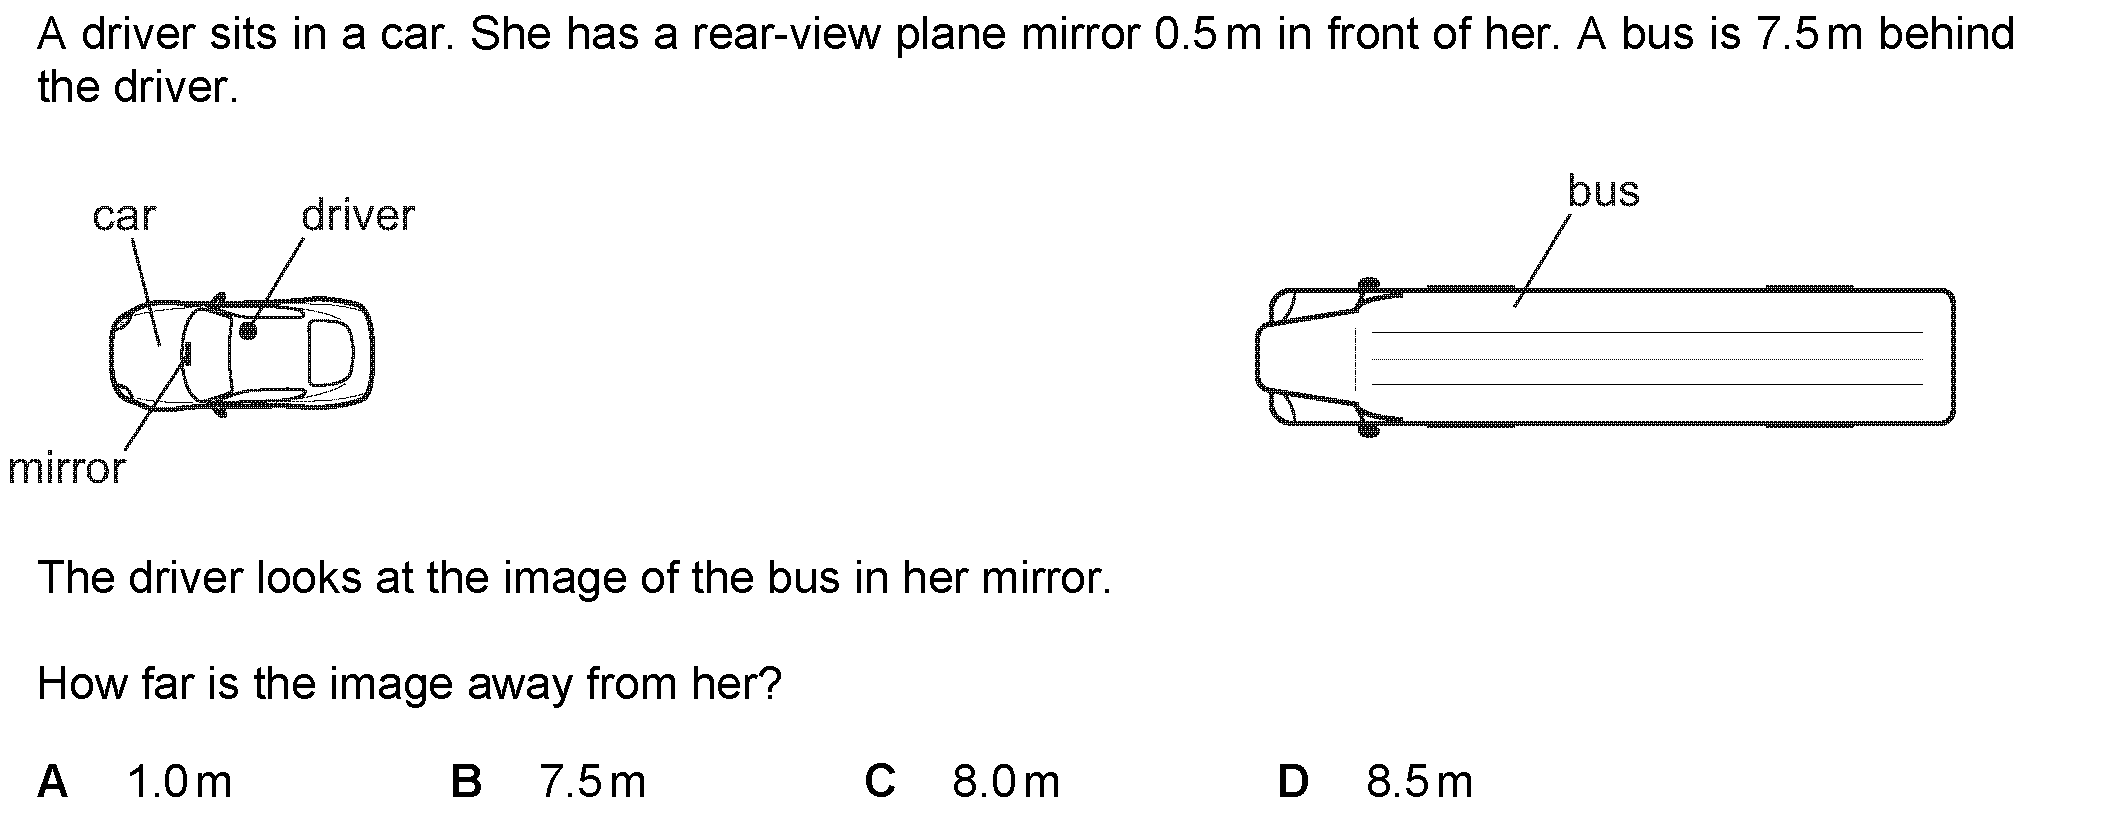 A driver sits in a car. She has a rear-view plane mirror 0.5 m in front of her. A bus is 7.5 m behind
the driver.
bus
car driver
mirror
The driver looks at the image of the bus in her mirror.
How far is the image away from her?
A 1.0 m B 7.5 m C 8.0 m D 8.5 m